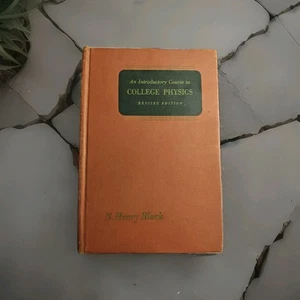 An Introductory Course in
COLLEGE PHYSICS
REVISED EDITION
N. Henry Black